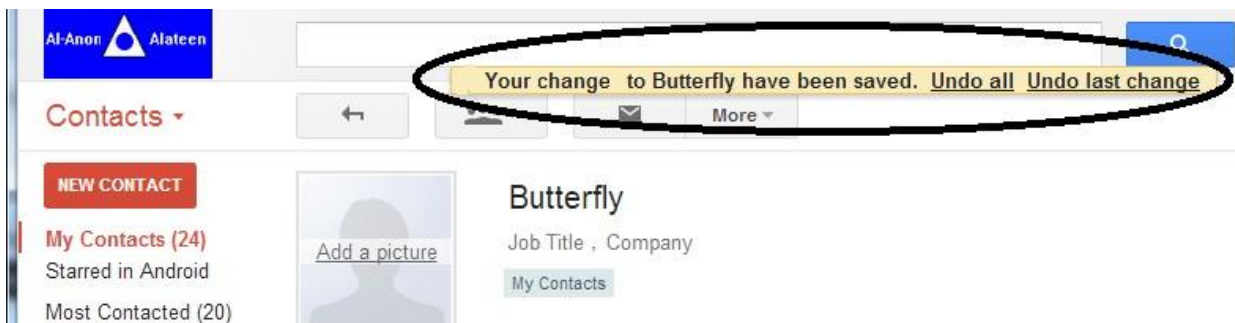 Al-Anon Alateen
Your change to Butterfly have been saved. Undo all Undo last change
Contacts
More
NEW CONTACT
Butterfly
My Contacts (24)
Add a picture
Job Title , Company
Starred in Android
My Contacts
Most Contacted (20)